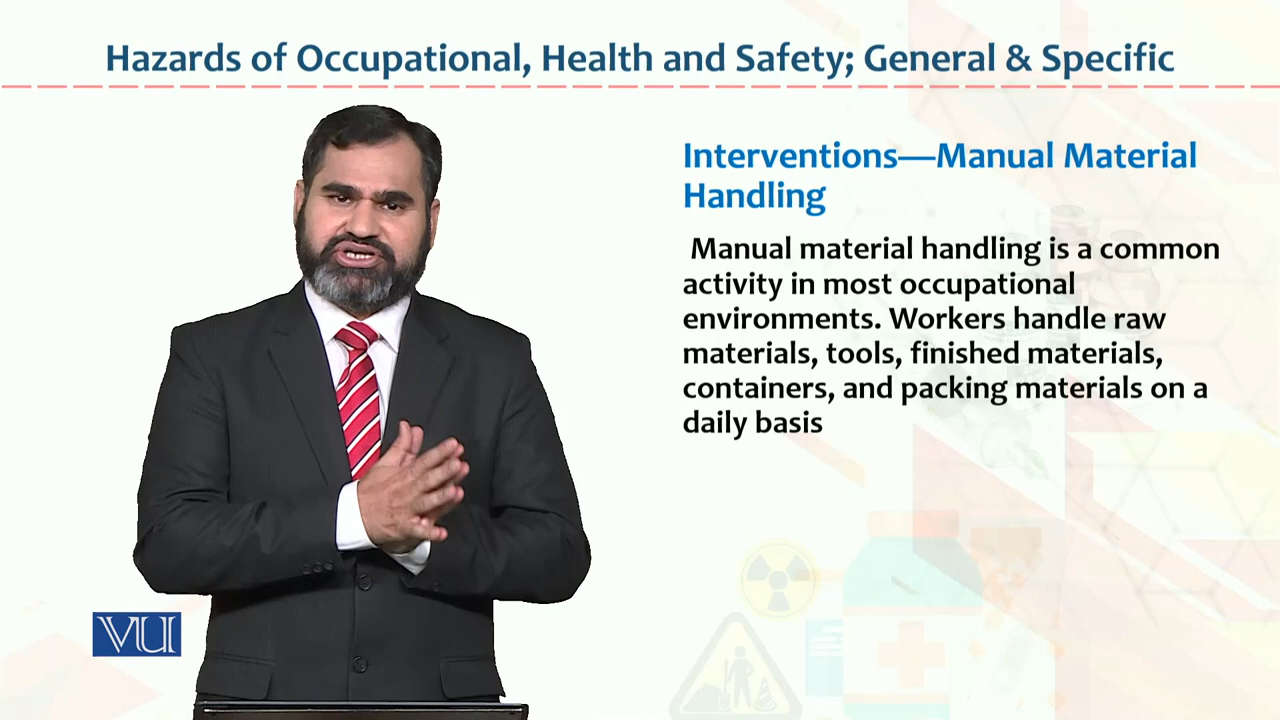 Hazards of Occupational, Health and Safety; General & Specific
Interventions—Manual Material
Handling
Manual material handling is a common
activity in most occupational
environments. Workers handle raw
materials, tools, finished materials,
containers, and packing materials on a
daily basis
VU